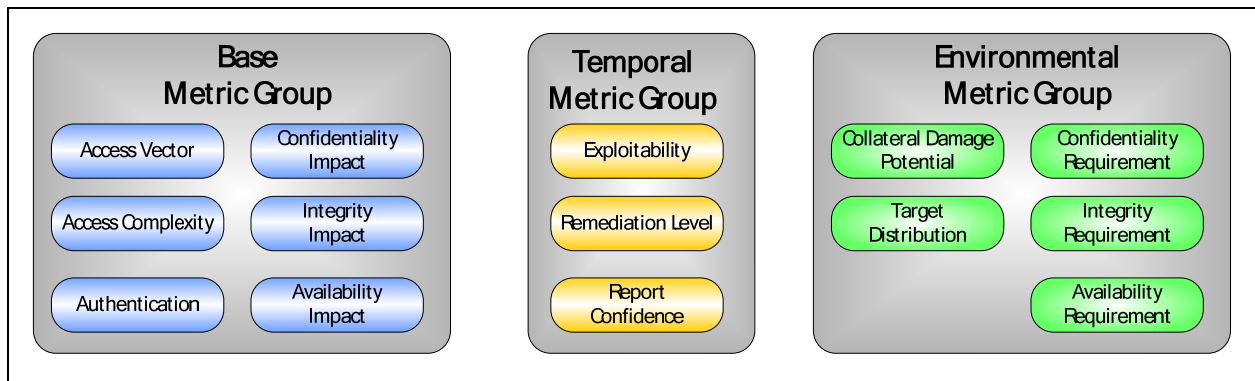 Base
Metric Group
Access Vector
Confidentiality
Impact
Access Complexity
Integrity
Impact
Authentication
Availability
Impact
Temporal
Metric Group
Exploitability
Remediation Level
Report
Confidence
Environmental
Metric Group
Collateral Damage
Potential
Confidentiality
Requirement
Target
Distribution
Integrity
Requirement
Availability
Requirement